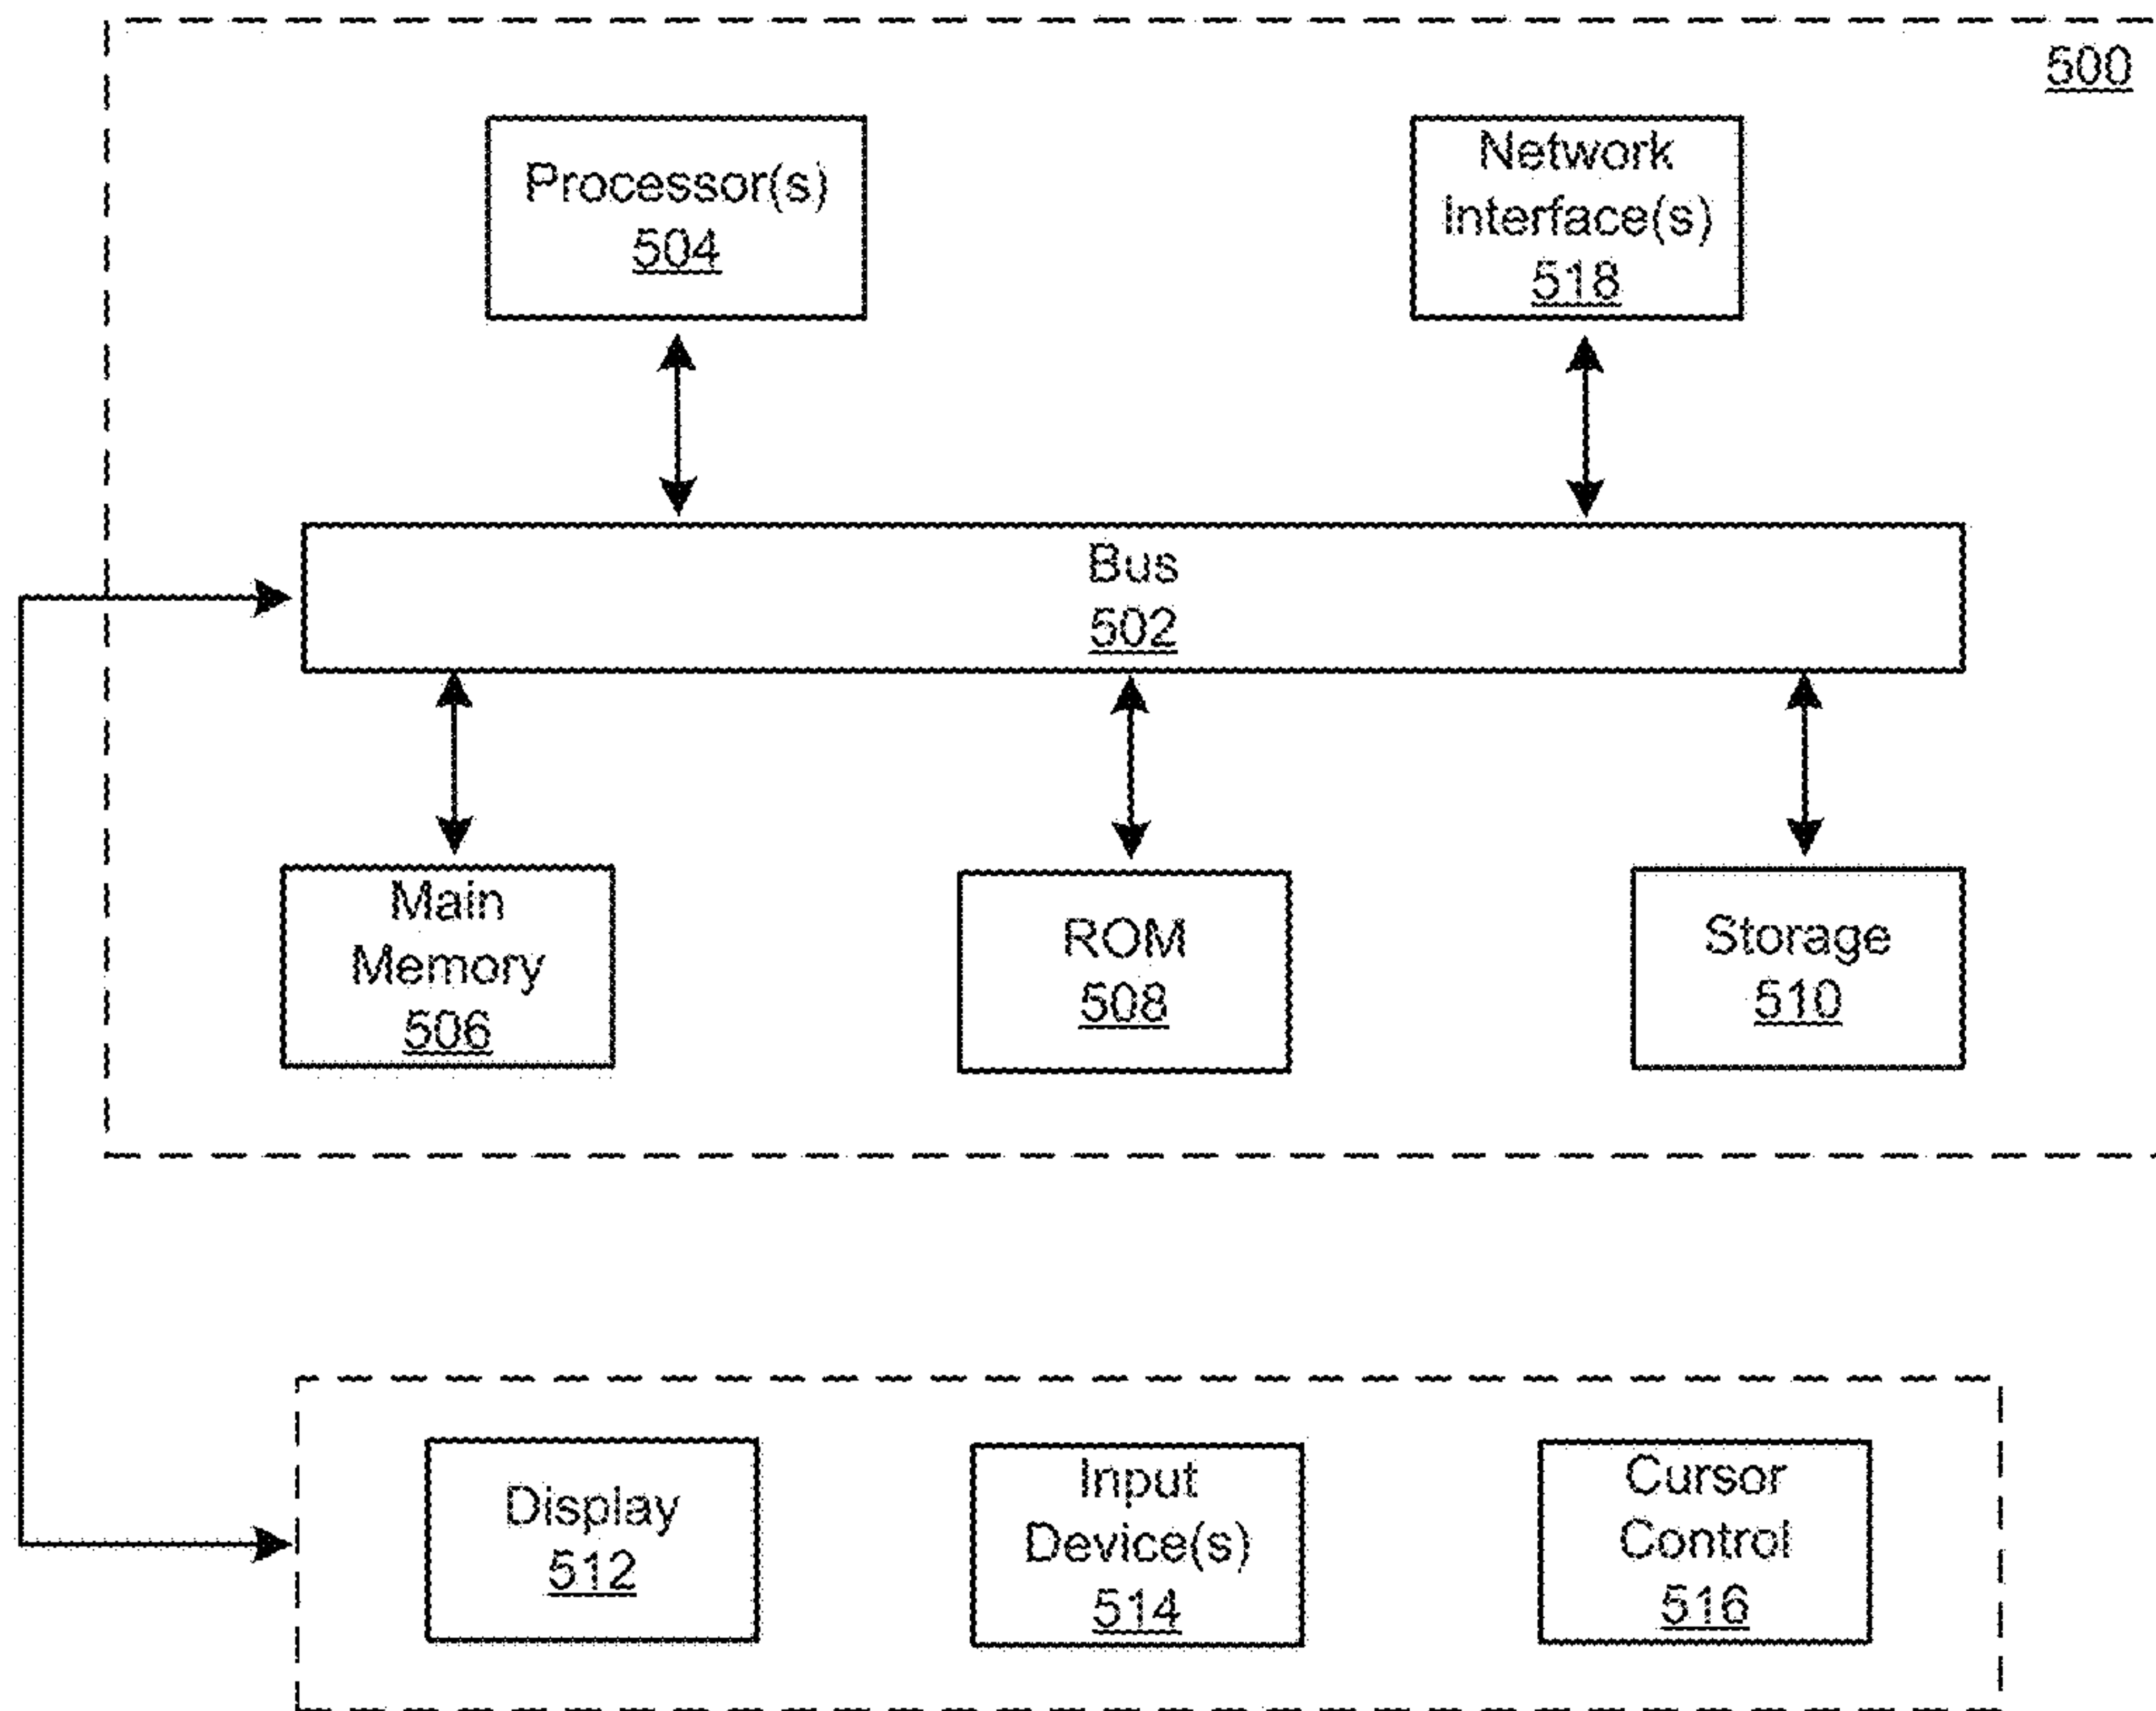 500
Processor(s)
504
Network
Interface(s)
518
Bus
502
Main
Memory
506
ROM
508
Storage
510
Display
512
Input
Device(s)
514
Cursor
Control
516